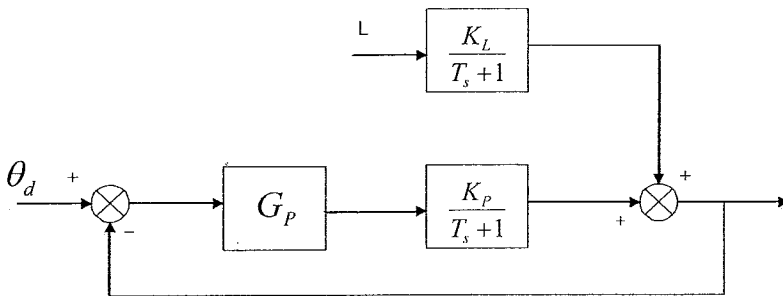 L
K_L
T_s +1
+
+
θ_d
+
−
G_P
K_P
T_s +1
+